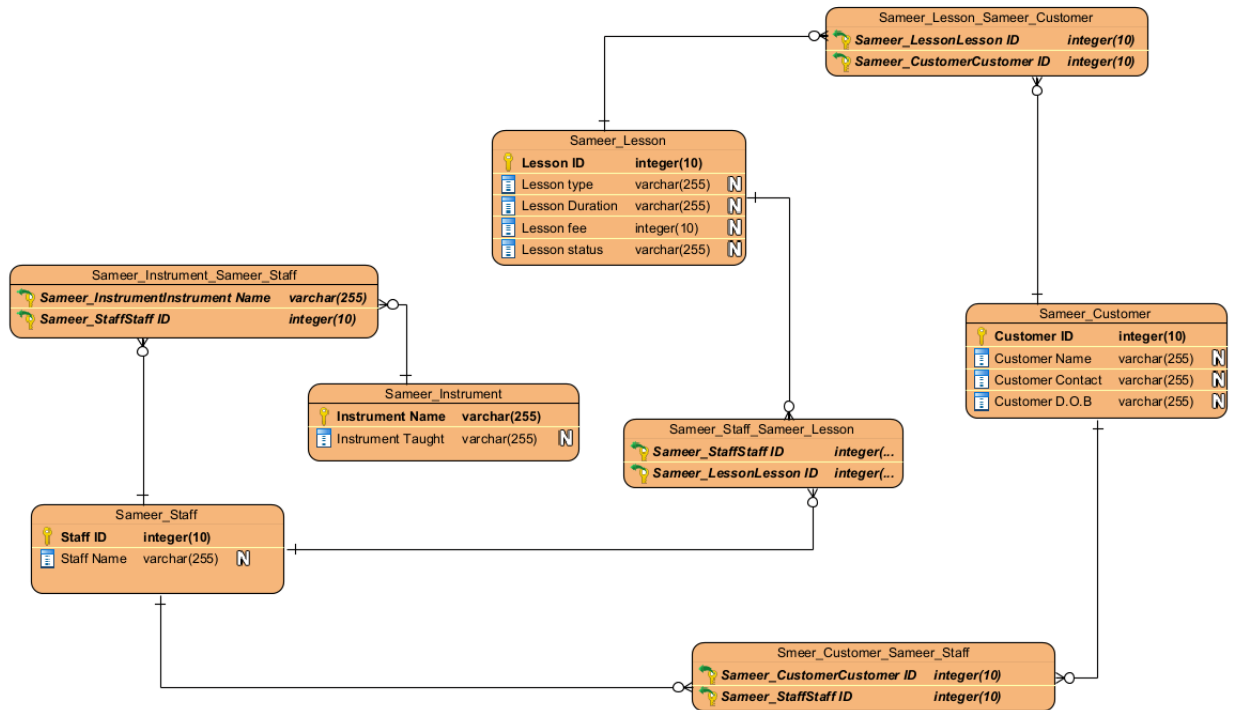 Sameer_Lesson_Sameer_Customer
Sameer_LessonLesson ID integer(10)
Sameer_CustomerCustomer ID integer(10)
Sameer_Lesson
Lesson ID integer(10)
Lesson type varchar(255) N
Lesson Duration varchar(255) N
Lesson fee integer(10) N
Lesson status varchar(255) N
Sameer_Instrument_Sameer_Staff
Sameer_InstrumentInstrument Name varchar(255)
Sameer_StaffStaff ID integer(10)
Sameer_Customer
Customer ID integer(10)
Customer Name varchar(255) N
Customer Contact varchar(255) N
Customer D.O.B varchar(255) N
Sameer_Instrument
Instrument Name varchar(255)
Instrument Taught varchar(255) N
Sameer_Staff_Sameer_Lesson
Sameer_StaffStaff ID integer(...
Sameer_LessonLesson ID integer(...
Sameer_Staff
Staff ID integer(10)
Staff Name varchar(255) N
Smeer_Customer_Sameer_Staff
Sameer_CustomerCustomer ID integer(10)
Sameer_StaffStaff ID integer(10)